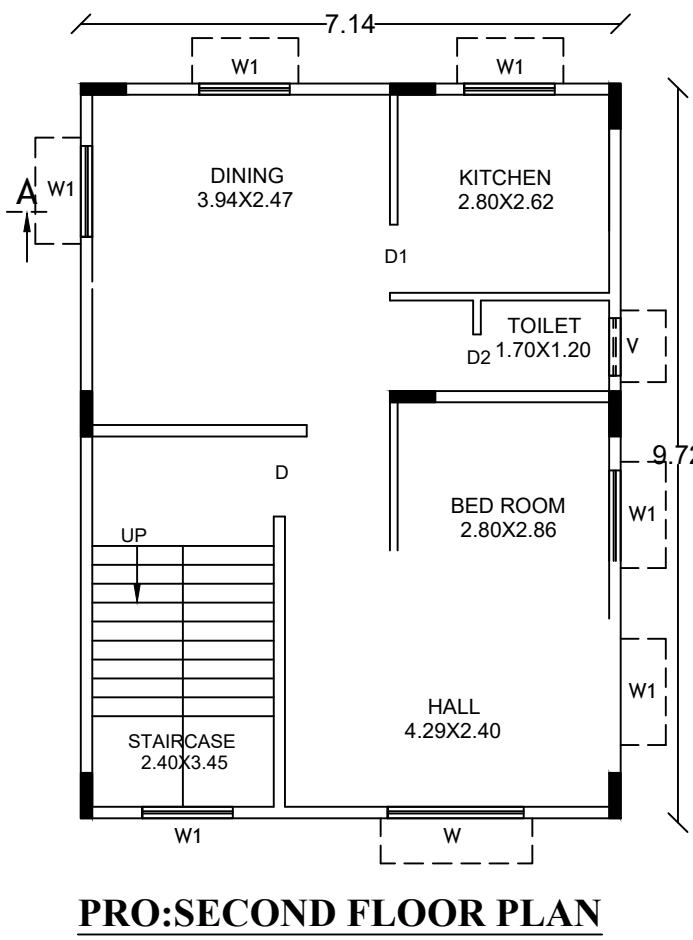 7.14
W1
W1
A
W1
DINING
3.94X2.47
KITCHEN
2.80X2.62
D1
TOILET
1.70X1.20
D2
V
9.72
D
BED ROOM
2.80X2.86
W1
UP
W1
HALL
4.29X2.40
STAIRCASE
2.40X3.45
W1
W
PRO:SECOND FLOOR PLAN